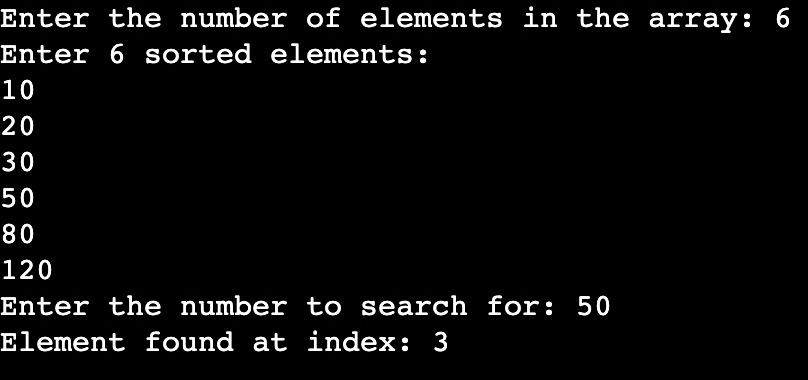 Enter the number of elements in the array: 6
Enter 6 sorted elements:
10
20
30
50
80
120
Enter the number to search for: 50
Element found at index: 3